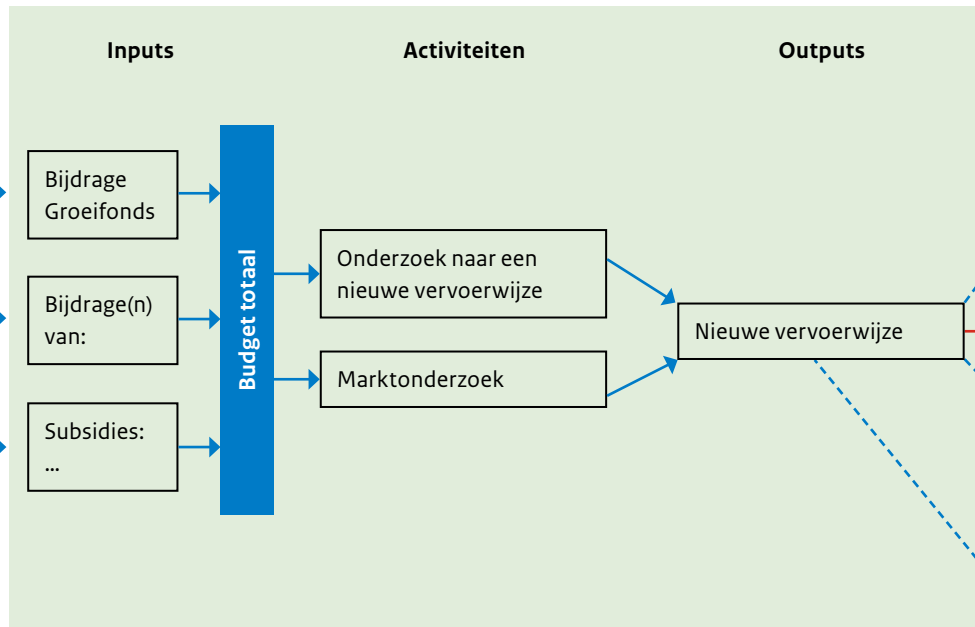 Inputs
Activiteiten
Outputs
Bijdrage
Groeifonds
Bijdrage(n)
van:
Subsidies:
...
Budget totaal
Onderzoek naar een
nieuwe vervoerwijze
Marktonderzoek
Nieuwe vervoerwijze